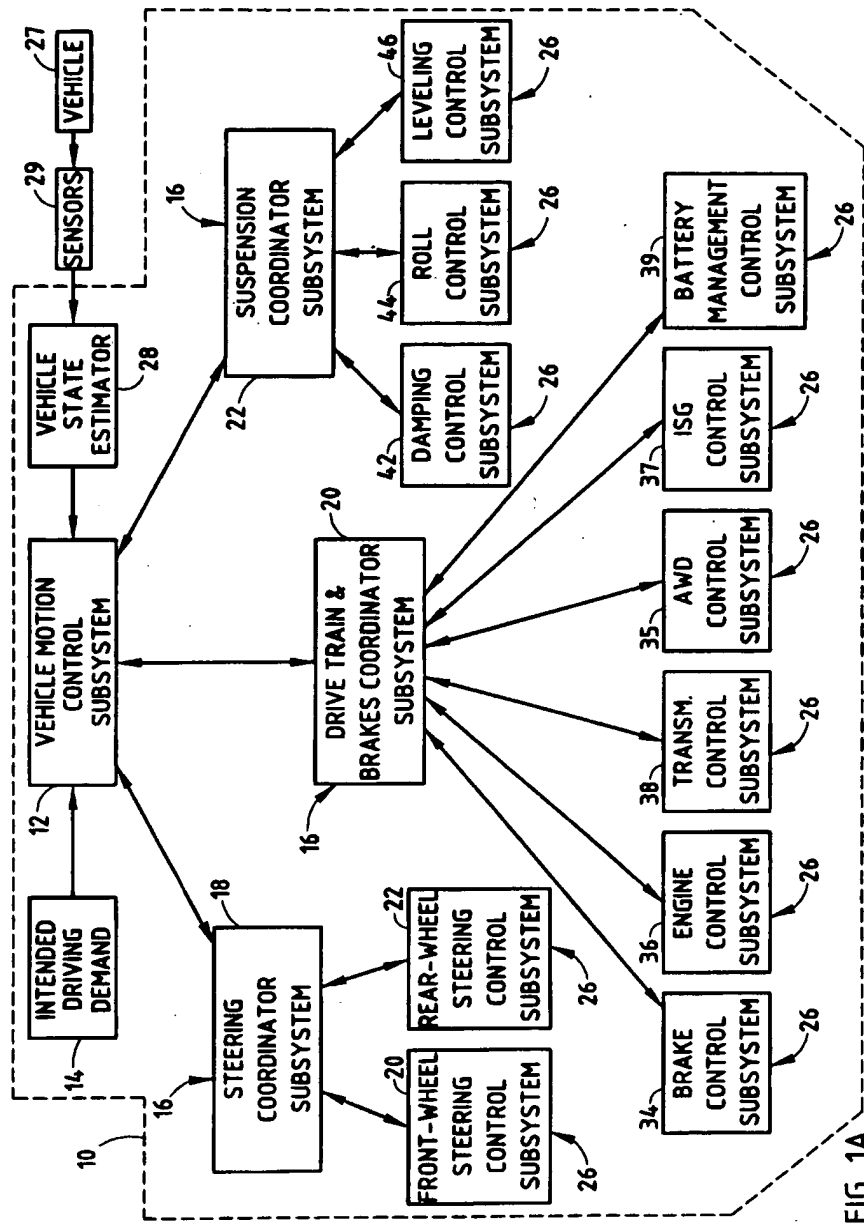 27
VEHICLE
29
SENSORS
VEHICLE
STATE
ESTIMATOR
28
VEHICLE MOTION
CONTROL
SUBSYSTEM
12
INTENDED
DRIVING
DEMAND
14
10
16
STEERING
COORDINATOR
SUBSYSTEM
18
16
DRIVE TRAIN &
BRAKES COORDINATOR
SUBSYSTEM
20
16
SUSPENSION
COORDINATOR
SUBSYSTEM
22
20
FRONT-WHEEL
STEERING
CONTROL
SUBSYSTEM
26
22
REAR-WHEEL
STEERING
CONTROL
SUBSYSTEM
26
42
DAMPING
CONTROL
SUBSYSTEM
26
44
ROLL
CONTROL
SUBSYSTEM
26
46
LEVELING
CONTROL
SUBSYSTEM
26
34
BRAKE
CONTROL
SUBSYSTEM
26
36
ENGINE
CONTROL
SUBSYSTEM
26
38
TRANSM.
CONTROL
SUBSYSTEM
26
35
AWD
CONTROL
SUBSYSTEM
26
37
ISG
CONTROL
SUBSYSTEM
26
39
BATTERY
MANAGEMENT
CONTROL
SUBSYSTEM
26
FIG. 1A